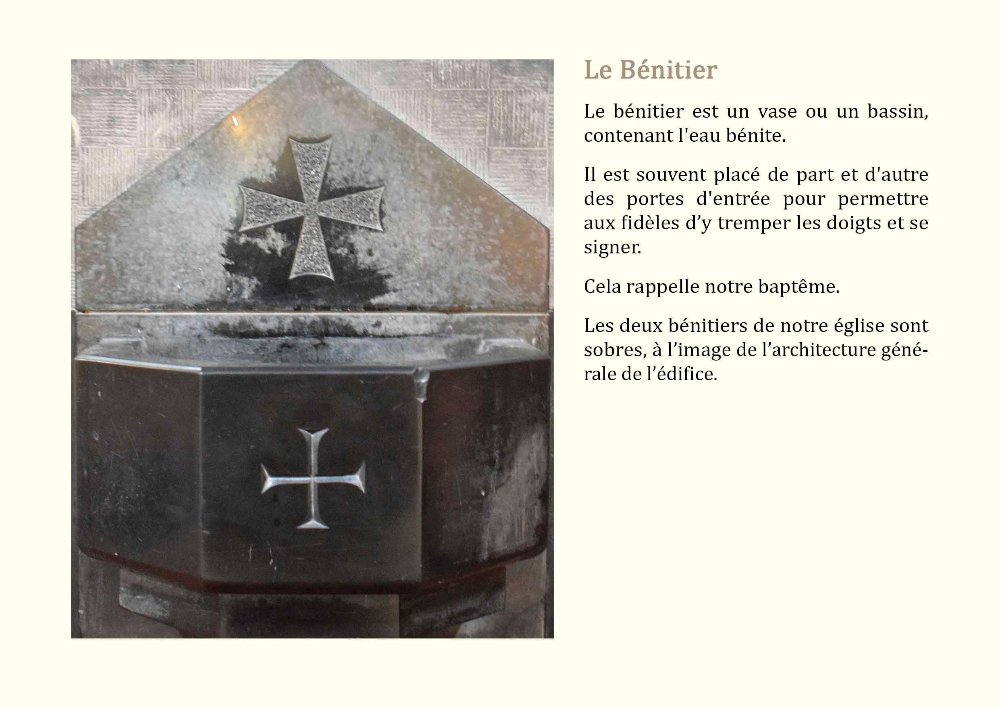 Le Bénitier
Le bénitier est un vase ou un bassin,
contenant l'eau bénite.
Il est souvent placé de part et d'autre
des portes d'entrée pour permettre
aux fidèles d’y tremper les doigts et se
signer.
Cela rappelle notre baptême.
Les deux bénitiers de notre église sont
sobres, à l’image de l’architecture géné-
rale de l’édifice.